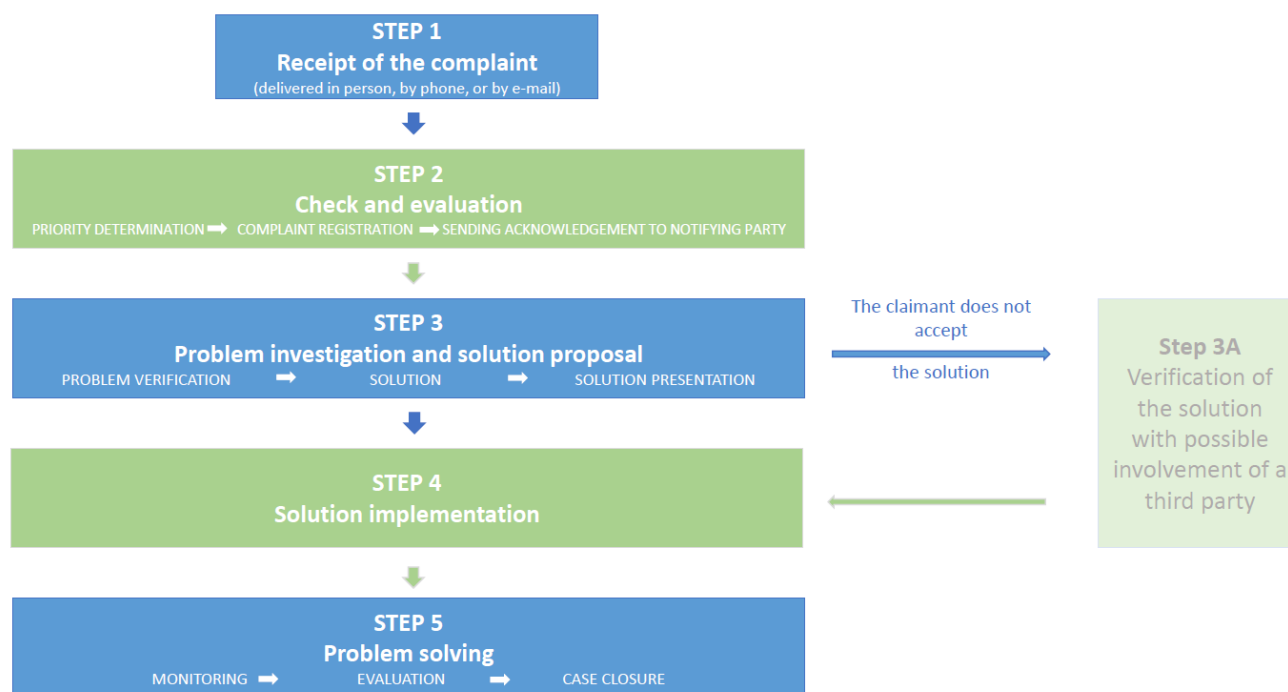 STEP 1
Receipt of the complaint
(delivered in person, by phone, or by e-mail)
STEP 2
Check and evaluation
PRIORITY DETERMINATION COMPLAINT REGISTRATION SENDING ACKNOWLEDGEMENT TO NOTIFYING PARTY
STEP 3
Problem investigation and solution proposal
PROBLEM VERIFICATION SOLUTION SOLUTION PRESENTATION
The claimant does not
accept
the solution
Step 3A
Verification of
the solution
with possible
involvement of a
third party
STEP 4
Solution implementation
STEP 5
Problem solving
MONITORING EVALUATION CASE CLOSURE